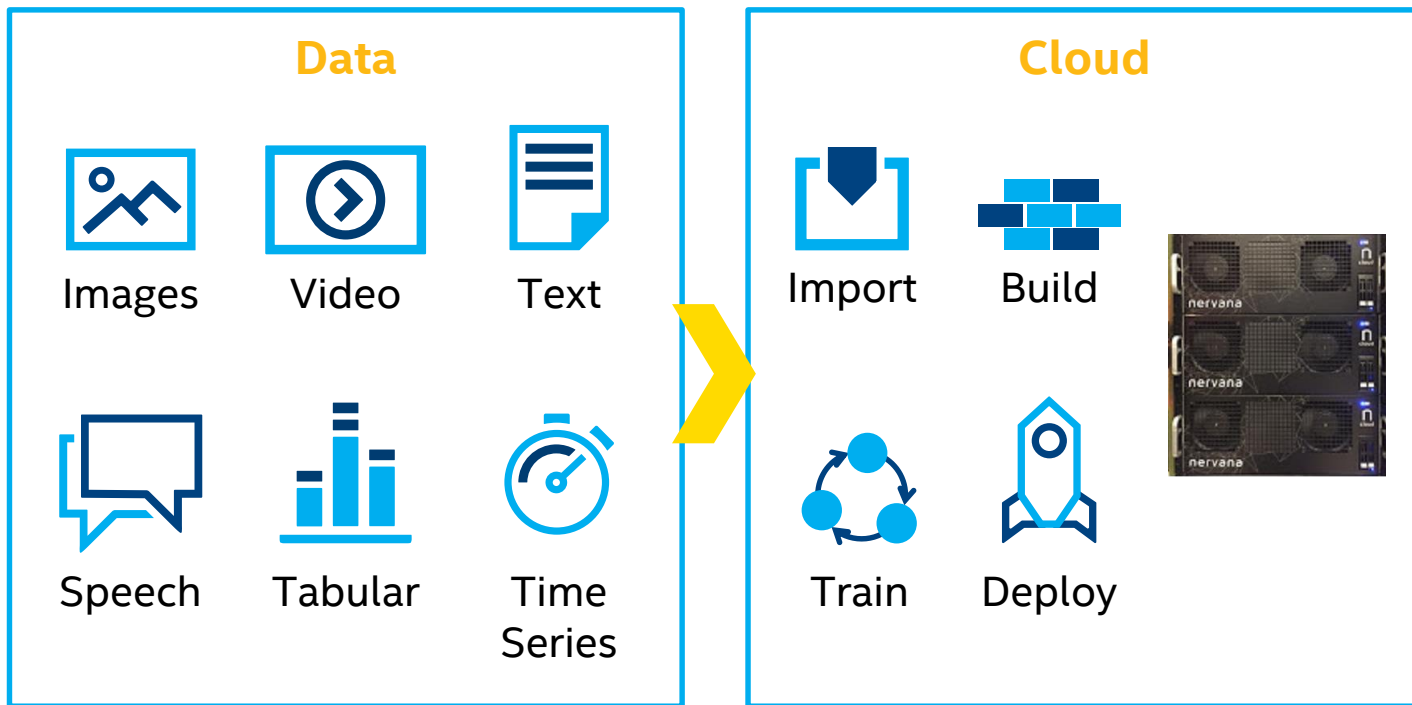 Data
Images
Video
Text
Speech
Tabular
Time
Series
Cloud
Import
Build
Train
Deploy
nervana
nervana
nervana